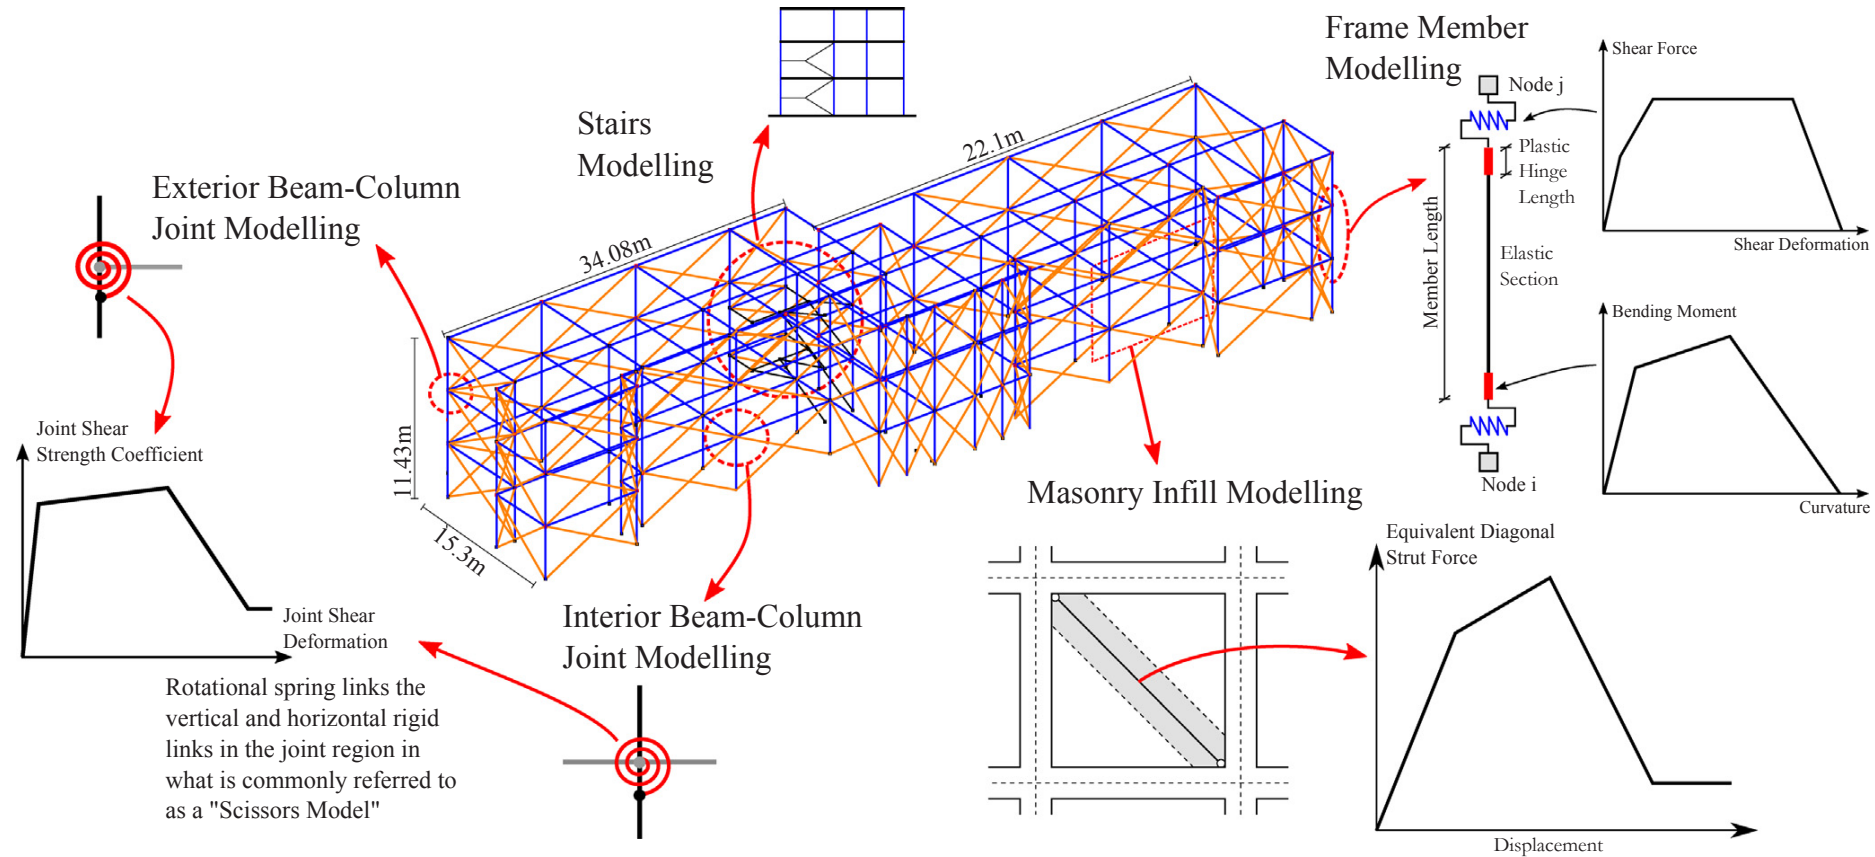 Frame Member
Modelling
Shear Force
Node j
Plastic
Hinge
Length
Shear Deformation
Member Length
Elastic
Section
Bending Moment
Node i
Curvature
Stairs
Modelling
22.1m
34.08m
Exterior Beam-Column
Joint Modelling
11.43m
15.3m
Joint Shear
Strength Coefficient
Joint Shear
Deformation
Rotational spring links the
vertical and horizontal rigid
links in the joint region in
what is commonly referred to
as a "Scissors Model"
Interior Beam-Column
Joint Modelling
Masonry Infill Modelling
Equivalent Diagonal
Strut Force
Displacement